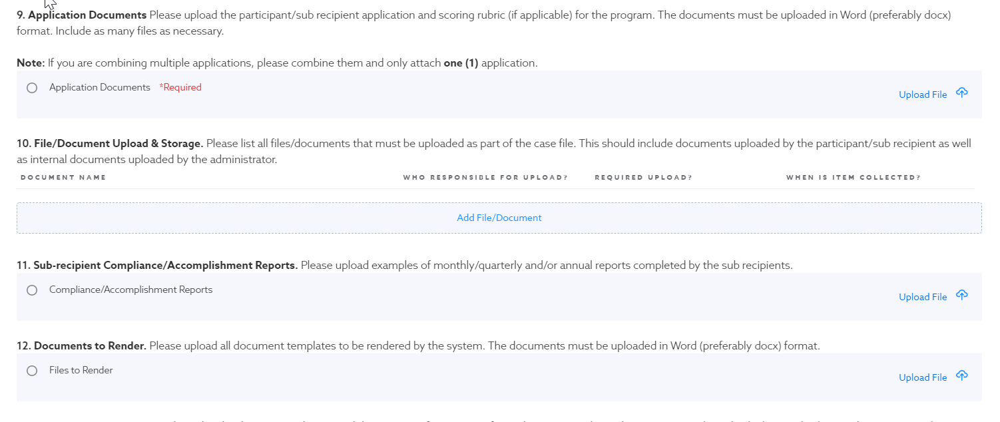 9. Application Documents Please upload the participant/sub recipient application and scoring rubric (if applicable) for the program. The documents must be uploaded in Word (preferably docx)
format. Include as many files as necessary.
Note: If you are combining multiple applications, please combine them and only attach one (1) application.
Application Documents *Required
Upload File
10. File/Document Upload & Storage. Please list all files/documents that must be uploaded as part of the case file. This should include documents uploaded by the participant/sub recipient as well
as internal documents uploaded by the administrator.
DOCUMENT NAME WHO RESPONSIBLE FOR UPLOAD? REQUIRED UPLOAD? WHEN IS ITEM COLLECTED?
Add File/Document
11. Sub-recipient Compliance/Accomplishment Reports. Please upload examples of monthly/quarterly and/or annual reports completed by the sub recipients.
Compliance/Accomplishment Reports
Upload File
12. Documents to Render. Please upload all document templates to be rendered by the system. The documents must be uploaded in Word (preferably docx) format.
Files to Render
Upload File